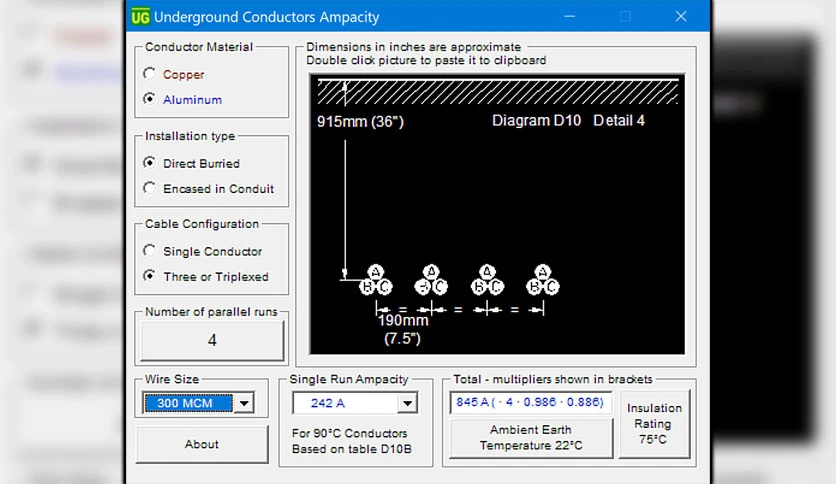 UG Underground Conductors Ampacity
Conductor Material
Copper
Aluminum
Installation type
Direct Burried
Encased in Conduit
Cable Configuration
Single Conductor
Three or Triplexed
Number of parallel runs
4
Dimensions in inches are approximate
Double click picture to paste it to clipboard
915mm (36")
Diagram D10 Detail 4
A A A A
B C C B C B C
= = =
190mm
(7.5")
Wire Size
300 MCM
About
Single Run Ampacity
242 A
For 90°C Conductors
Based on table D10B
Total - multipliers shown in brackets
845 A ( · 4 · 0.986 · 0.886)
Ambient Earth
Temperature 22°C
Insulation
Rating
75°C